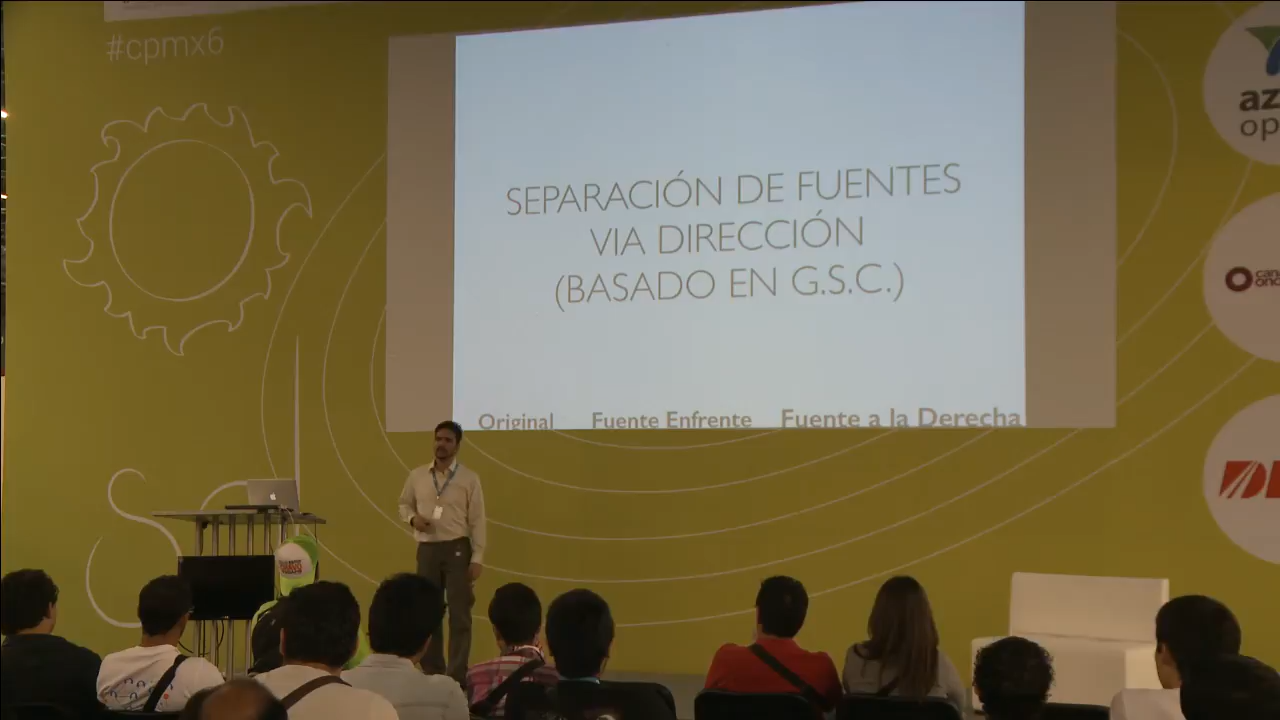 #cpmx6
SEPARACIÓN DE FUENTES
VIA DIRECCIÓN
(BASADO EN G.S.C.)
Original
Fuente Enfrente
Fuente a la Derecha